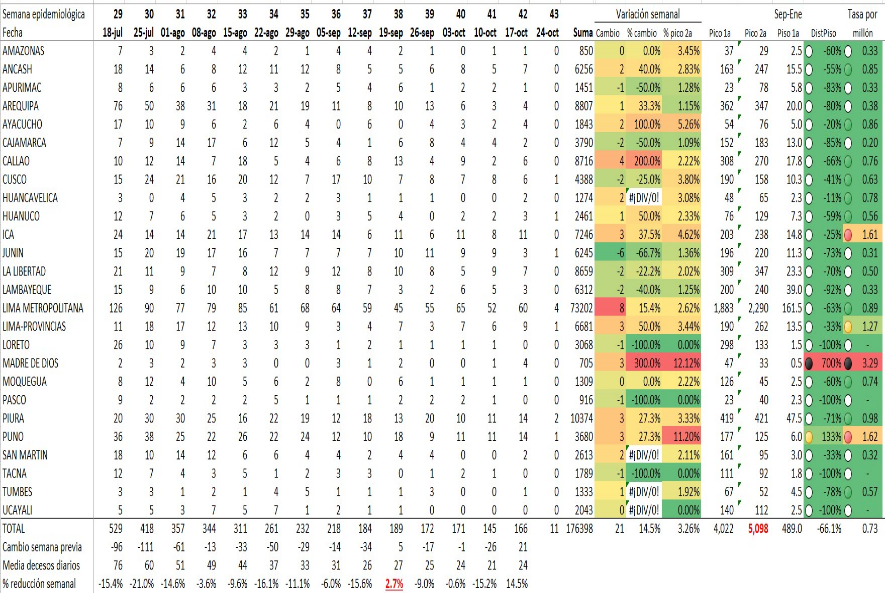 Semana epidemiológica 29 30 31 32 33 34 35 36 37 38 39 40 41 42 43 Variación semanal Sep-Ene Tasa por
Fecha 18-jul 25-jul 01-ago 08-ago 15-ago 22-ago 29-ago 05-sep 12-sep 19-sep 26-sep 03-oct 10-oct 17-oct 24-oct Suma Cambio % cambio % pico 2a Pico 1a Pico 2a Piso 1a DistPiso millón
AMAZONAS 7 3 2 4 4 2 1 4 4 2 1 0 1 1 0 850 0 0.0% 3.45% 37 29 2.5 -60% 0.33
ANCASH 18 14 6 8 12 11 12 8 5 5 6 8 5 7 0 6256 2 40.0% 2.83% 163 247 15.5 -55% 0.85
APURIMAC 8 6 6 6 3 3 2 5 4 6 1 2 2 1 0 1451 -1 -50.0% 1.28% 23 78 5.8 -83% 0.33
AREQUIPA 76 50 38 31 18 21 19 11 8 10 13 6 3 4 0 8807 1 33.3% 1.15% 362 347 20.0 -80% 0.38
AYACUCHO 17 10 9 6 2 6 4 0 6 0 4 3 2 4 0 1843 2 100.0% 5.26% 54 76 5.0 -20% 0.86
CAJAMARCA 7 9 14 17 6 12 5 4 1 6 8 4 4 2 0 3790 -2 -50.0% 1.09% 152 183 13.0 -85% 0.20
CALLAO 10 12 14 7 18 5 4 6 8 13 4 9 2 6 0 8716 4 200.0% 2.22% 308 270 17.8 -66% 0.76
CUSCO 15 24 21 16 20 12 7 17 10 7 8 7 8 6 1 4388 -2 -25.0% 3.80% 190 158 10.3 -41% 0.63
HUANCAVELICA 3 0 4 5 3 2 2 3 1 1 1 0 0 2 0 1274 2 #¡DIV/0! 3.08% 48 65 2.3 -11% 0.78
HUANUCO 12 7 6 5 3 2 0 3 5 4 0 2 2 3 1 2461 1 50.0% 2.33% 76 129 7.3 -59% 0.56
ICA 24 14 14 21 17 13 14 14 6 11 6 11 8 11 0 7246 3 37.5% 4.62% 203 238 14.8 -25% 1.61
JUNIN 15 20 19 17 16 7 7 7 7 10 11 9 9 3 1 6245 -6 -66.7% 1.36% 196 220 11.3 -73% 0.31
LA LIBERTAD 21 11 9 7 8 12 9 12 8 10 8 5 9 7 0 8659 -2 -22.2% 2.02% 309 347 23.3 -70% 0.50
LAMBAYEQUE 15 9 6 10 10 5 8 8 7 3 2 6 5 3 0 6312 -2 -40.0% 1.25% 200 240 39.0 -92% 0.33
LIMA METROPOLITANA 126 90 77 79 85 61 68 64 59 45 55 65 52 60 4 73202 8 15.4% 2.62% 1,883 2,290 161.5 -63% 0.89
LIMA-PROVINCIAS 11 18 17 12 13 10 9 3 4 7 3 7 6 9 1 6681 3 50.0% 3.44% 190 262 13.5 -33% 1.27
LORETO 26 10 9 7 3 3 3 1 2 1 1 1 1 0 0 3068 -1 -100.0% 0.00% 298 133 1.5 -100% -
MADRE DE DIOS 2 3 2 3 3 0 0 3 1 2 0 0 1 4 0 705 3 300.0% 12.12% 47 33 0.5 700% 3.29
MOQUEGUA 8 12 4 10 5 6 2 8 0 6 1 1 1 1 0 1309 0 0.0% 2.22% 126 45 2.5 -60% 0.74
PASCO 9 2 2 2 2 5 1 1 1 2 2 2 1 0 0 916 -1 -100.0% 0.00% 23 40 2.3 -100% -
PIURA 20 30 30 25 16 22 19 12 18 13 20 10 11 14 2 10374 3 27.3% 3.33% 419 421 47.5 -71% 0.98
PUNO 36 38 25 22 26 22 24 12 10 18 9 11 11 14 1 3680 3 27.3% 11.20% 177 125 6.0 133% 1.62
SAN MARTIN 18 10 14 12 6 6 4 4 2 4 4 0 0 2 0 2613 2 #¡DIV/0! 2.11% 161 95 3.0 -33% 0.32
TACNA 12 7 4 3 5 1 2 3 3 0 1 2 1 0 0 1789 -1 -100.0% 0.00% 111 92 1.8 -100% -
TUMBES 3 3 1 2 1 4 5 1 1 1 3 0 0 1 0 1333 1 #¡DIV/0! 1.92% 67 52 4.5 -78% 0.57
UCAYALI 5 5 3 7 5 7 1 2 1 1 0 0 0 0 0 2043 0 #¡DIV/0! 0.00% 140 112 2.5 -100% -
TOTAL 529 418 357 344 311 261 232 218 184 189 172 171 145 166 11 176398 21 14.5% 3.26% 4,022 5,098 489.0 -66.1% 0.73
Cambio semana previa -96 -111 -61 -13 -33 -50 -29 -14 -34 5 -17 -1 -26 21
Media decesos diarios 76 60 51 49 44 37 33 31 26 27 25 24 21 24
% reducción semanal -15.4% -21.0% -14.6% -3.6% -9.6% -16.1% -11.1% -6.0% -15.6% 2.7% -9.0% -0.6% -15.2% 14.5%